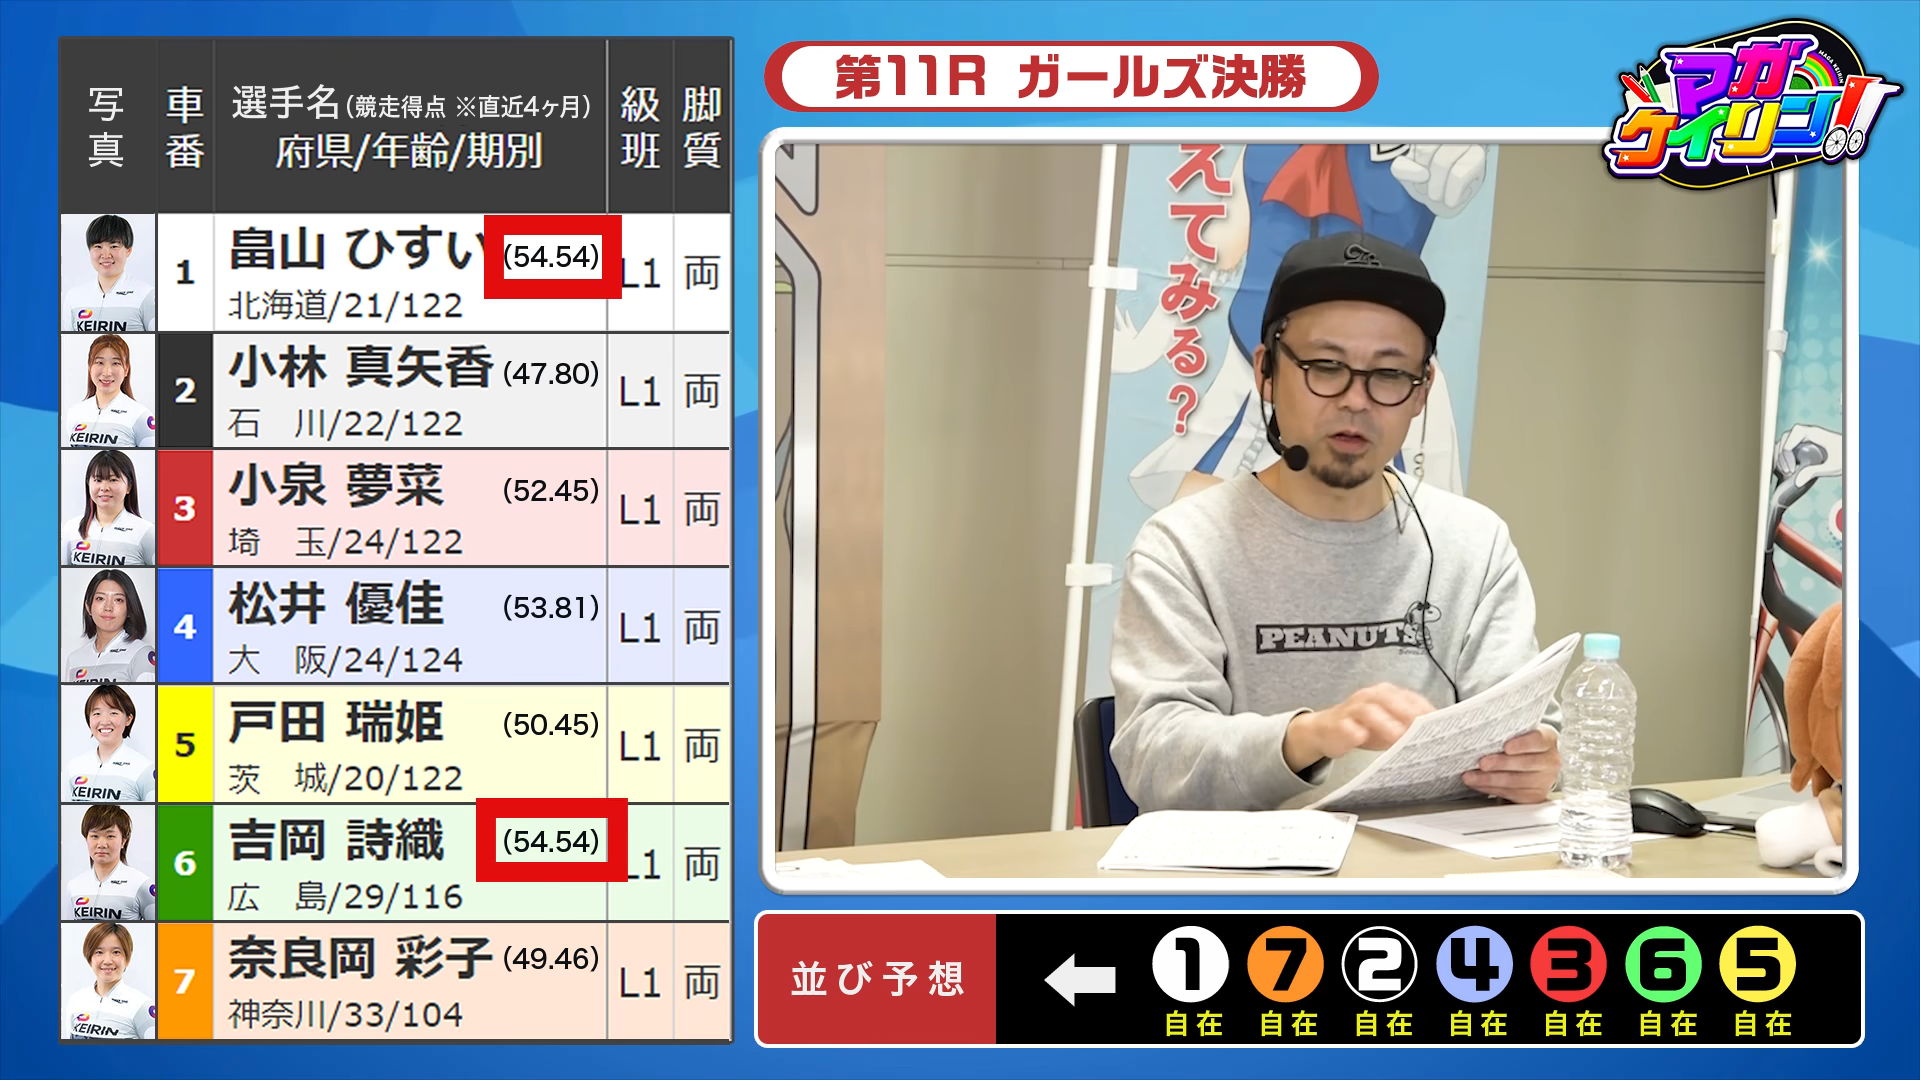 写真
車番
選手名(競走得点 ※直近4ヶ月)
府県/年齢/期別
級班
脚質
1
畠山 ひすい
(54.54)
北海道/21/122
L1
両
KEIRIN
2
小林 真矢香
(47.80)
石 川/22/122
L1
両
KEIRIN
3
小泉 夢菜
(52.45)
埼 玉/24/122
L1
両
KEIRIN
4
松井 優佳
(53.81)
大 阪/24/124
L1
両
5
戸田 瑞姫
(50.45)
茨 城/20/122
L1
両
KEIRIN
6
吉岡 詩織
(54.54)
広 島/29/116
L1
両
KEIRIN
7
奈良岡 彩子
(49.46)
神奈川/33/104
L1
両
KEIRIN
第11R ガールズ決勝
マガ
ケイリン!!
MAGA KEIRIN
えてみる?
PEANUTS
並び予想
1 7 2 4 3 6 5
自在 自在 自在 自在 自在 自在 自在